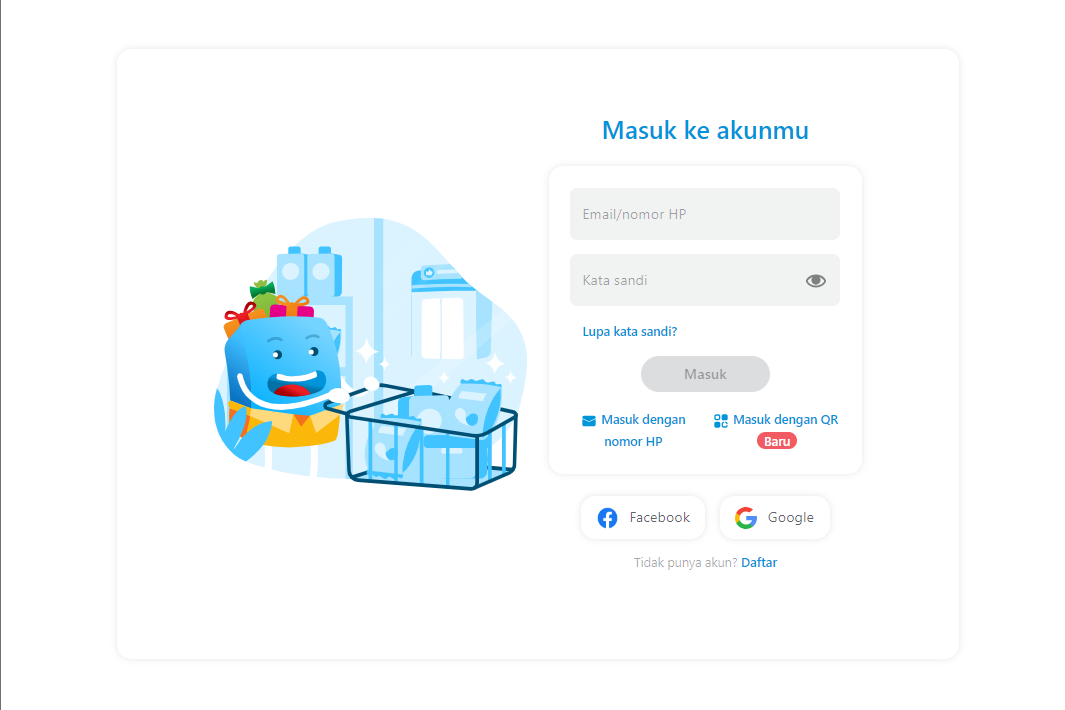 Masuk ke akunmu
Email/nomor HP
Kata sandi
Lupa kata sandi?
Masuk
Masuk dengan
nomor HP
Masuk dengan QR
Baru
Facebook
Google
Tidak punya akun? Daftar